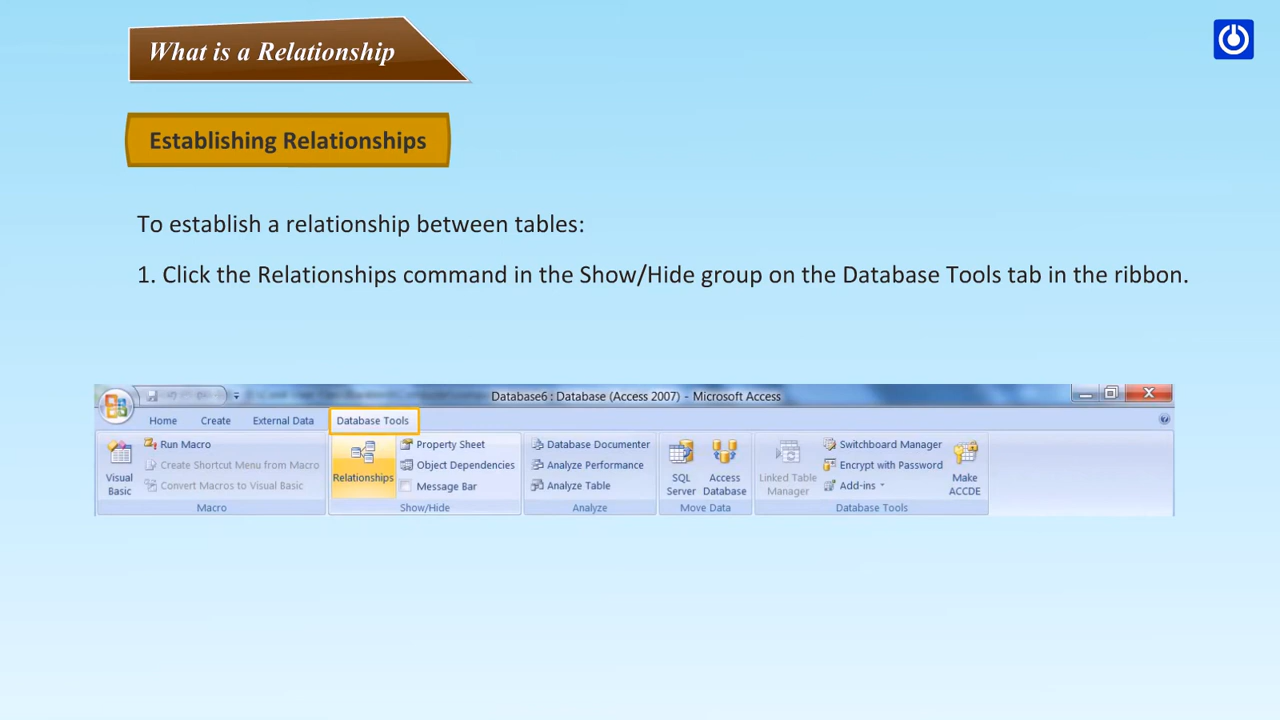 What is a Relationship
Establishing Relationships
To establish a relationship between tables:
1. Click the Relationships command in the Show/Hide group on the Database Tools tab in the ribbon.
Database6 : Database (Access 2007) - Microsoft Access
Home Create External Data Database Tools
Visual Basic
Run Macro
Create Shortcut Menu from Macro
Convert Macros to Visual Basic
Macro
Relationships
Property Sheet
Object Dependencies
Message Bar
Show/Hide
Database Documenter
Analyze Performance
Analyze Table
Analyze
SQL Server
Access Database
Move Data
Linked Table Manager
Switchboard Manager
Encrypt with Password
Add-ins
Make ACCDE
Database Tools